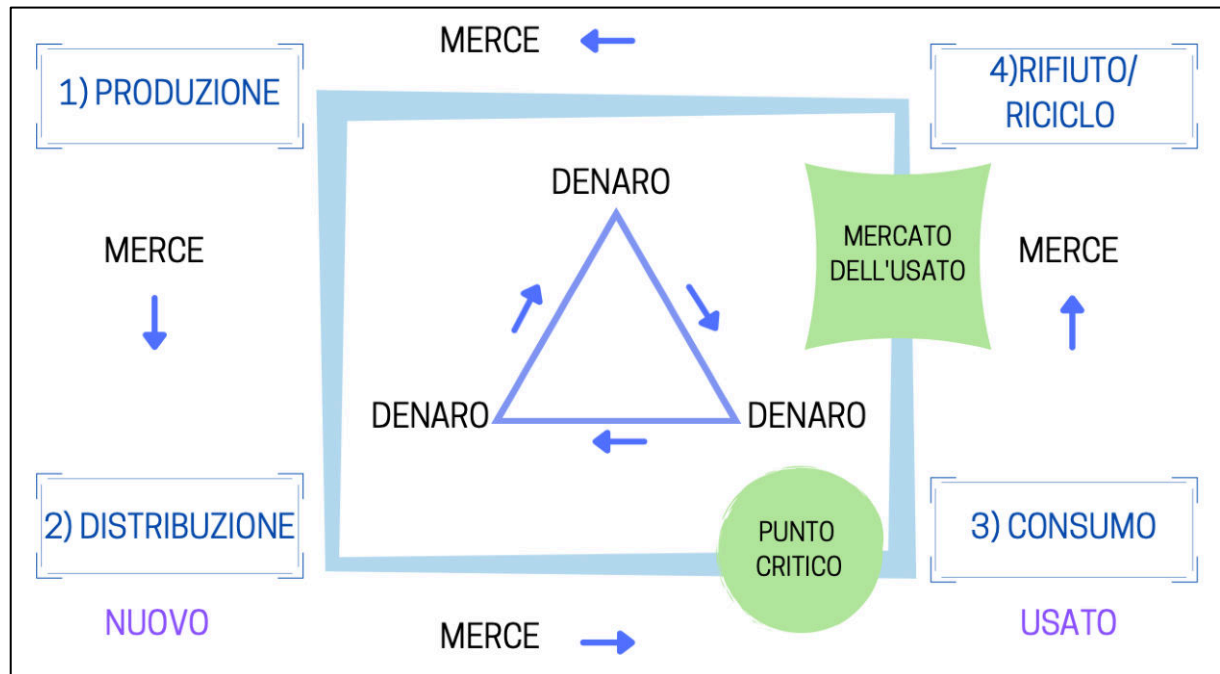 MERCE
1) PRODUZIONE
4)RIFIUTO/
RICICLO
DENARO
MERCE
MERCATO
DELL'USATO
MERCE
DENARO
DENARO
2) DISTRIBUZIONE
PUNTO
CRITICO
3) CONSUMO
NUOVO
MERCE
USATO